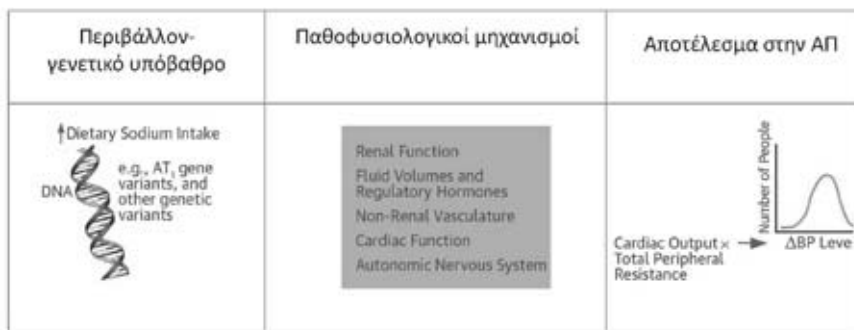 Περιβάλλον-
γενετικό υπόβαθρο
Παθοφυσιολογικοί μηχανισμοί
Αποτέλεσμα στην ΑΠ
↑Dietary Sodium Intake
DNA
e.g., AT₁ gene
variants, and
other genetic
variants
Renal Function
Fluid Volumes and
Regulatory Hormones
Non-Renal Vasculature
Cardiac Function
Autonomic Nervous System
Number of People
ΔBP Leve
Cardiac Output ×
Total Peripheral
Resistance